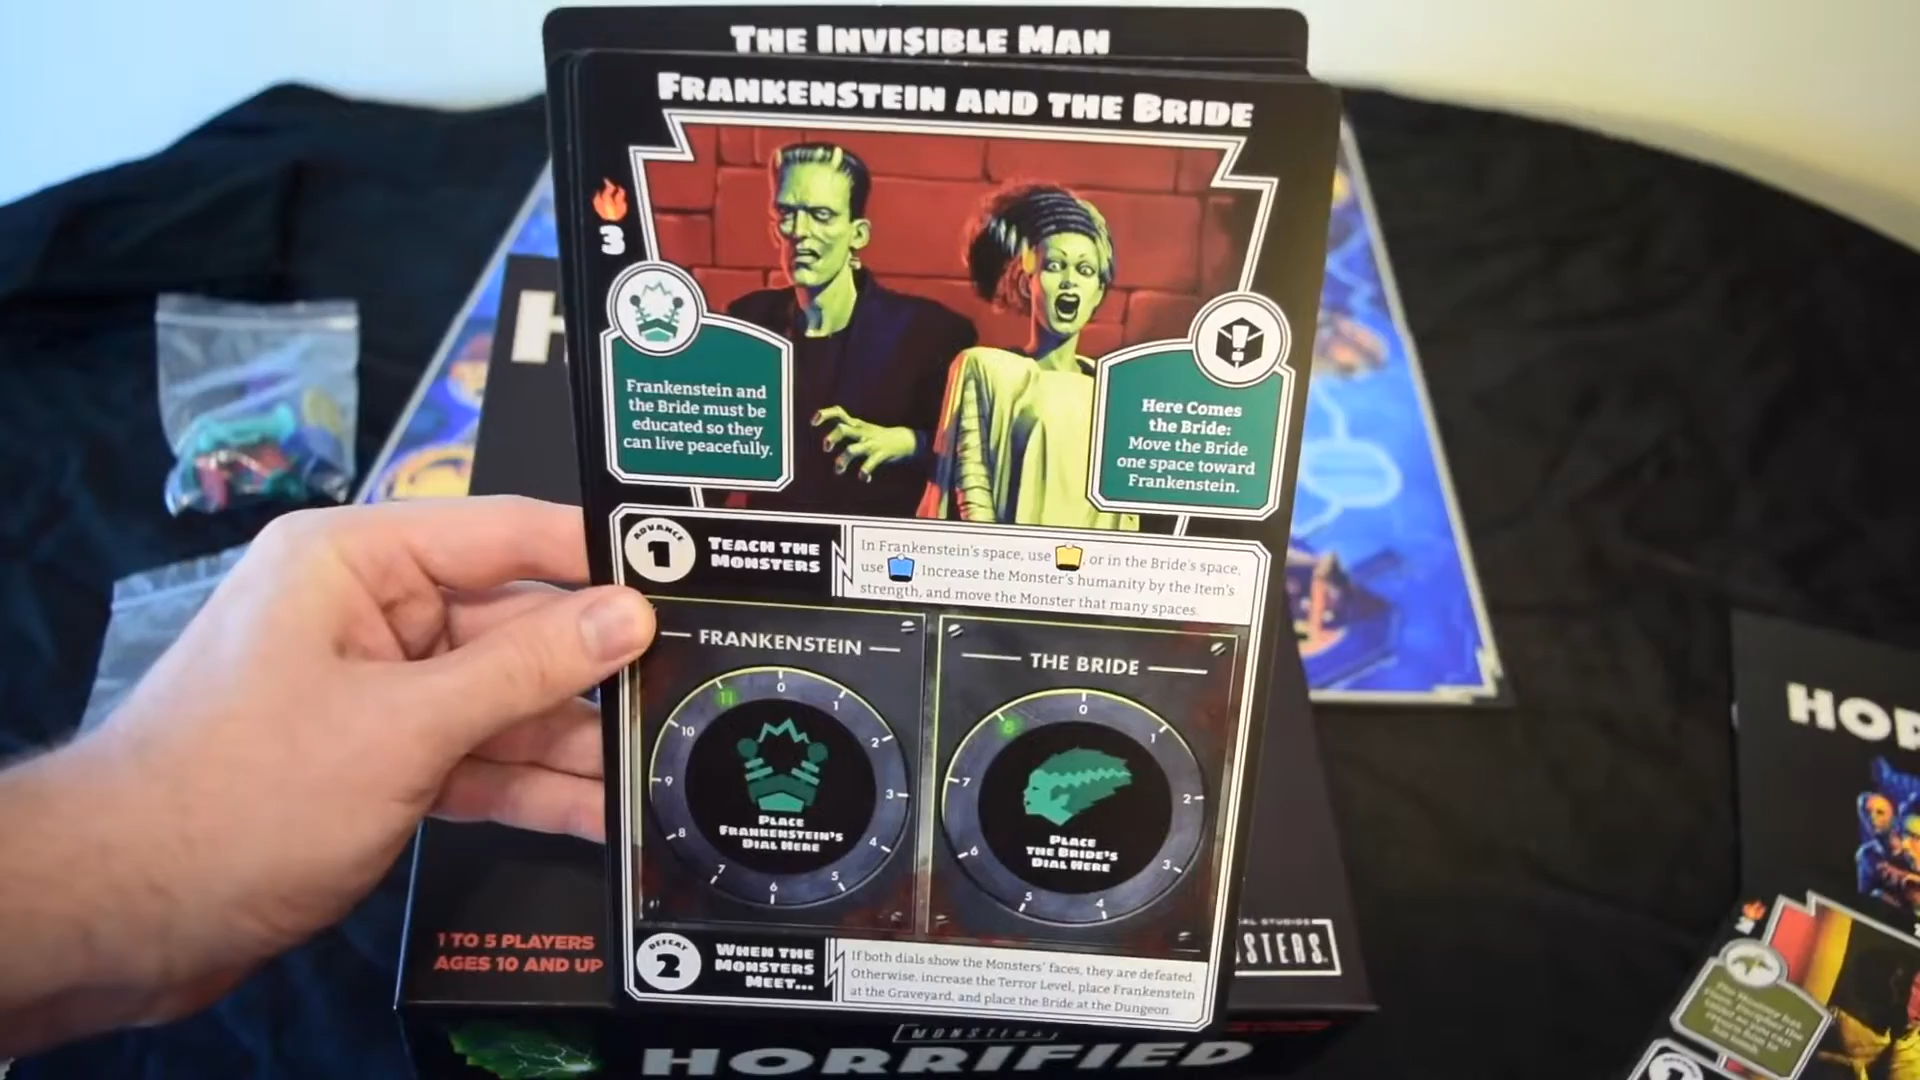 THE INVISIBLE MAN
FRANKENSTEIN AND THE BRIDE
3
Frankenstein and
the Bride must be
educated so they
can live peacefully.
Here Comes
the Bride:
Move the Bride
one space toward
Frankenstein.
ADVANCE
1
TEACH THE
MONSTERS
In Frankenstein's space, use , or in the Bride's space,
use . Increase the Monster's humanity by the Item's
strength, and move the Monster that many spaces.
FRANKENSTEIN
0
1
2
3
4
5
6
7
8
9
10
11
PLACE
FRANKENSTEIN'S
DIAL HERE
THE BRIDE
0
1
2
3
4
5
6
7
8
PLACE
THE BRIDE'S
DIAL HERE
DEFEAT
2
WHEN THE
MONSTERS
MEET...
If both dials show the Monsters' faces, they are defeated.
Otherwise, increase the Terror Level, place Frankenstein
at the Graveyard, and place the Bride at the Dungeon.
H
1 TO 5 PLAYERS
AGES 10 AND UP
AL STUDIOS
STERS.
MONSTERS
HORRIFIED
HOR